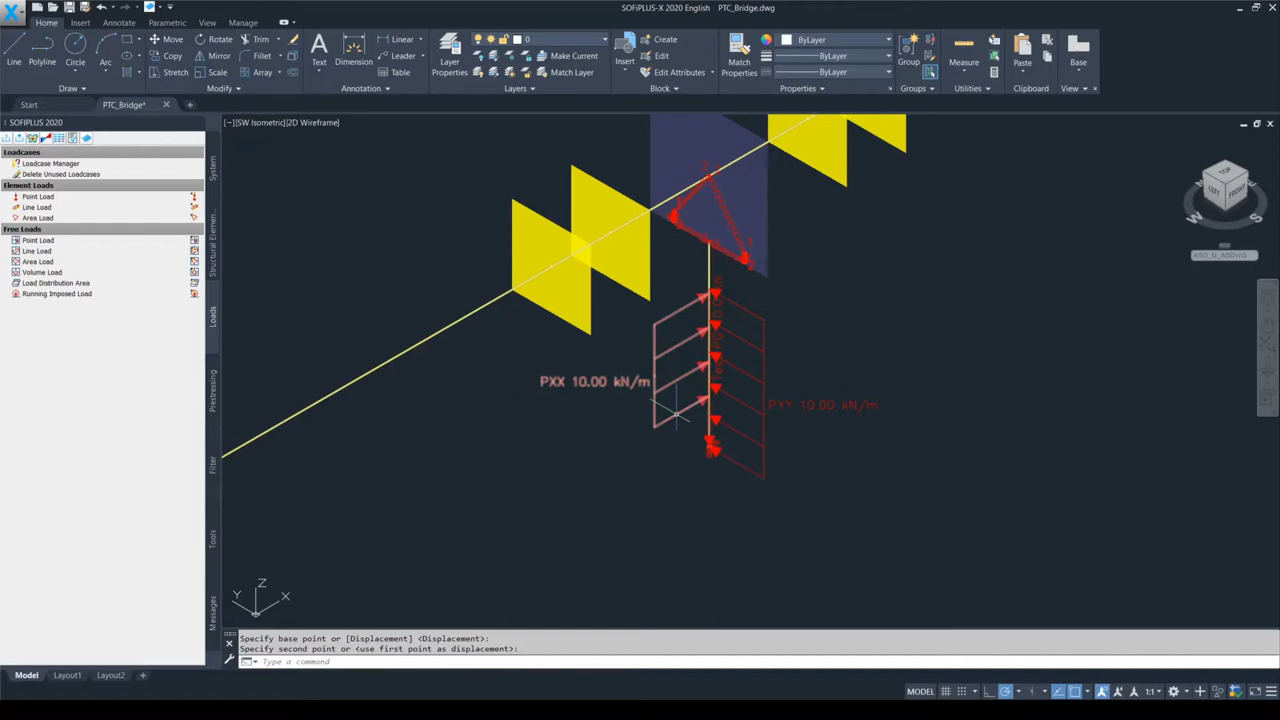 SOFiPLUS-X 2020 English PTC_Bridge.dwg
Home Insert Annotate Parametric View Manage
Line Polyline Circle Arc
Move Rotate Trim
Copy Mirror Fillet
Stretch Scale Array
Text Dimension
Linear
Leader
Table
Layer Properties
0
Make Current
Match Layer
Insert
Create
Edit
Edit Attributes
Match Properties
ByLayer
ByLayer
ByLayer
Group Measure Paste Base
Draw Modify Annotation Layers Block Properties Groups Utilities Clipboard View
Start PTC_Bridge*
SOFIPLUS 2020
[−][SW Isometric][2D Wireframe]
Loadcases
Loadcase Manager
Delete Unused Loadcases
Element Loads
Point Load
Line Load
Area Load
Free Loads
Point Load
Line Load
Area Load
Volume Load
Load Distribution Area
Running Imposed Load
System
Structural Elemen...
Loads
Prestressing
Filter
Tools
Messages
TOP
LEFT FRONT
W S
PXX 10.00 kN/m
PYY 10.00 kN/m
Z
Y X
Specify base point or [Displacement] <Displacement>:
Specify second point or <use first point as displacement>:
Type a command
Model Layout1 Layout2
MODEL 1:1